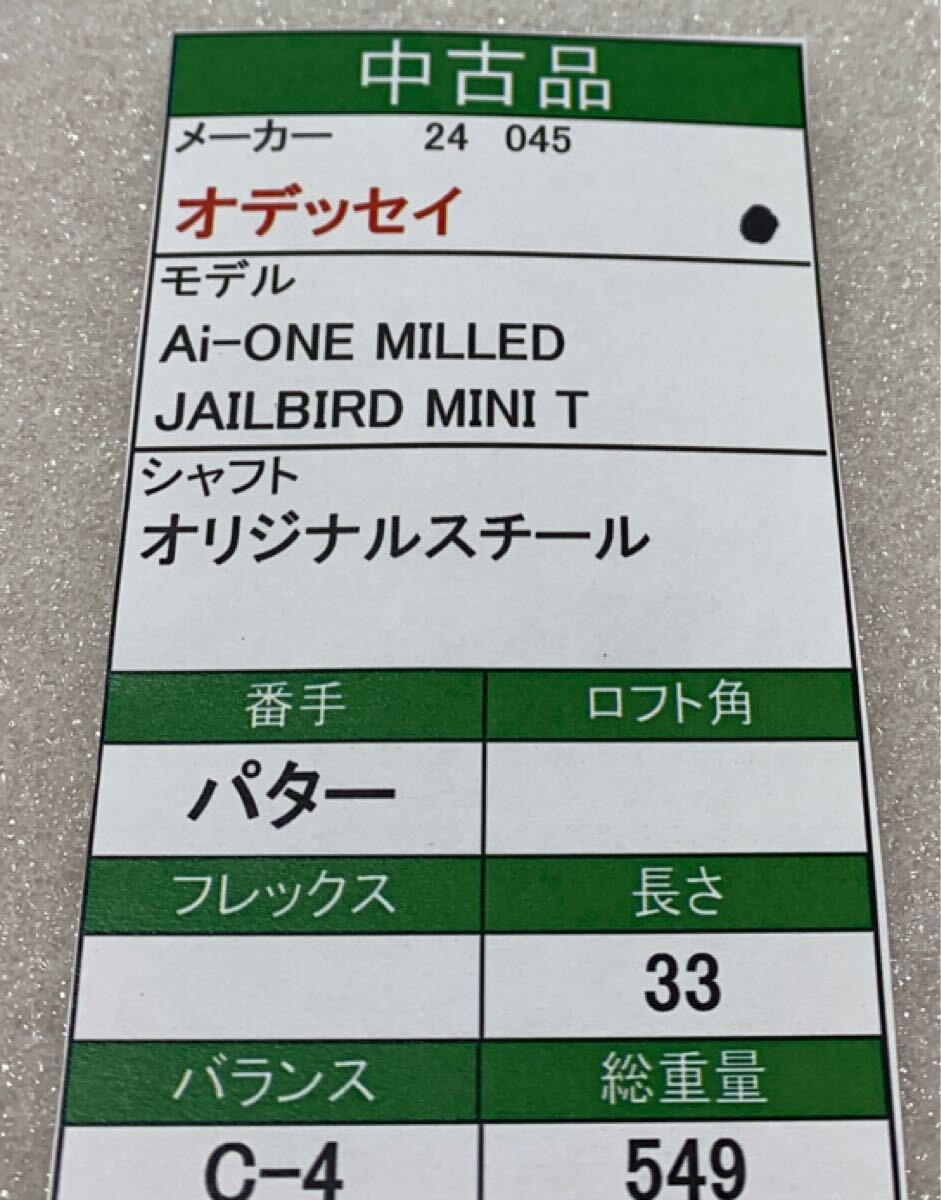 中古品
メーカー 24 045
オデッセイ
モデル
Ai-ONE MILLED
JAILBIRD MINI T
シャフト
オリジナルスチール
番手 ロフト角
パター
フレックス 長さ
33
バランス 総重量
C-4 549